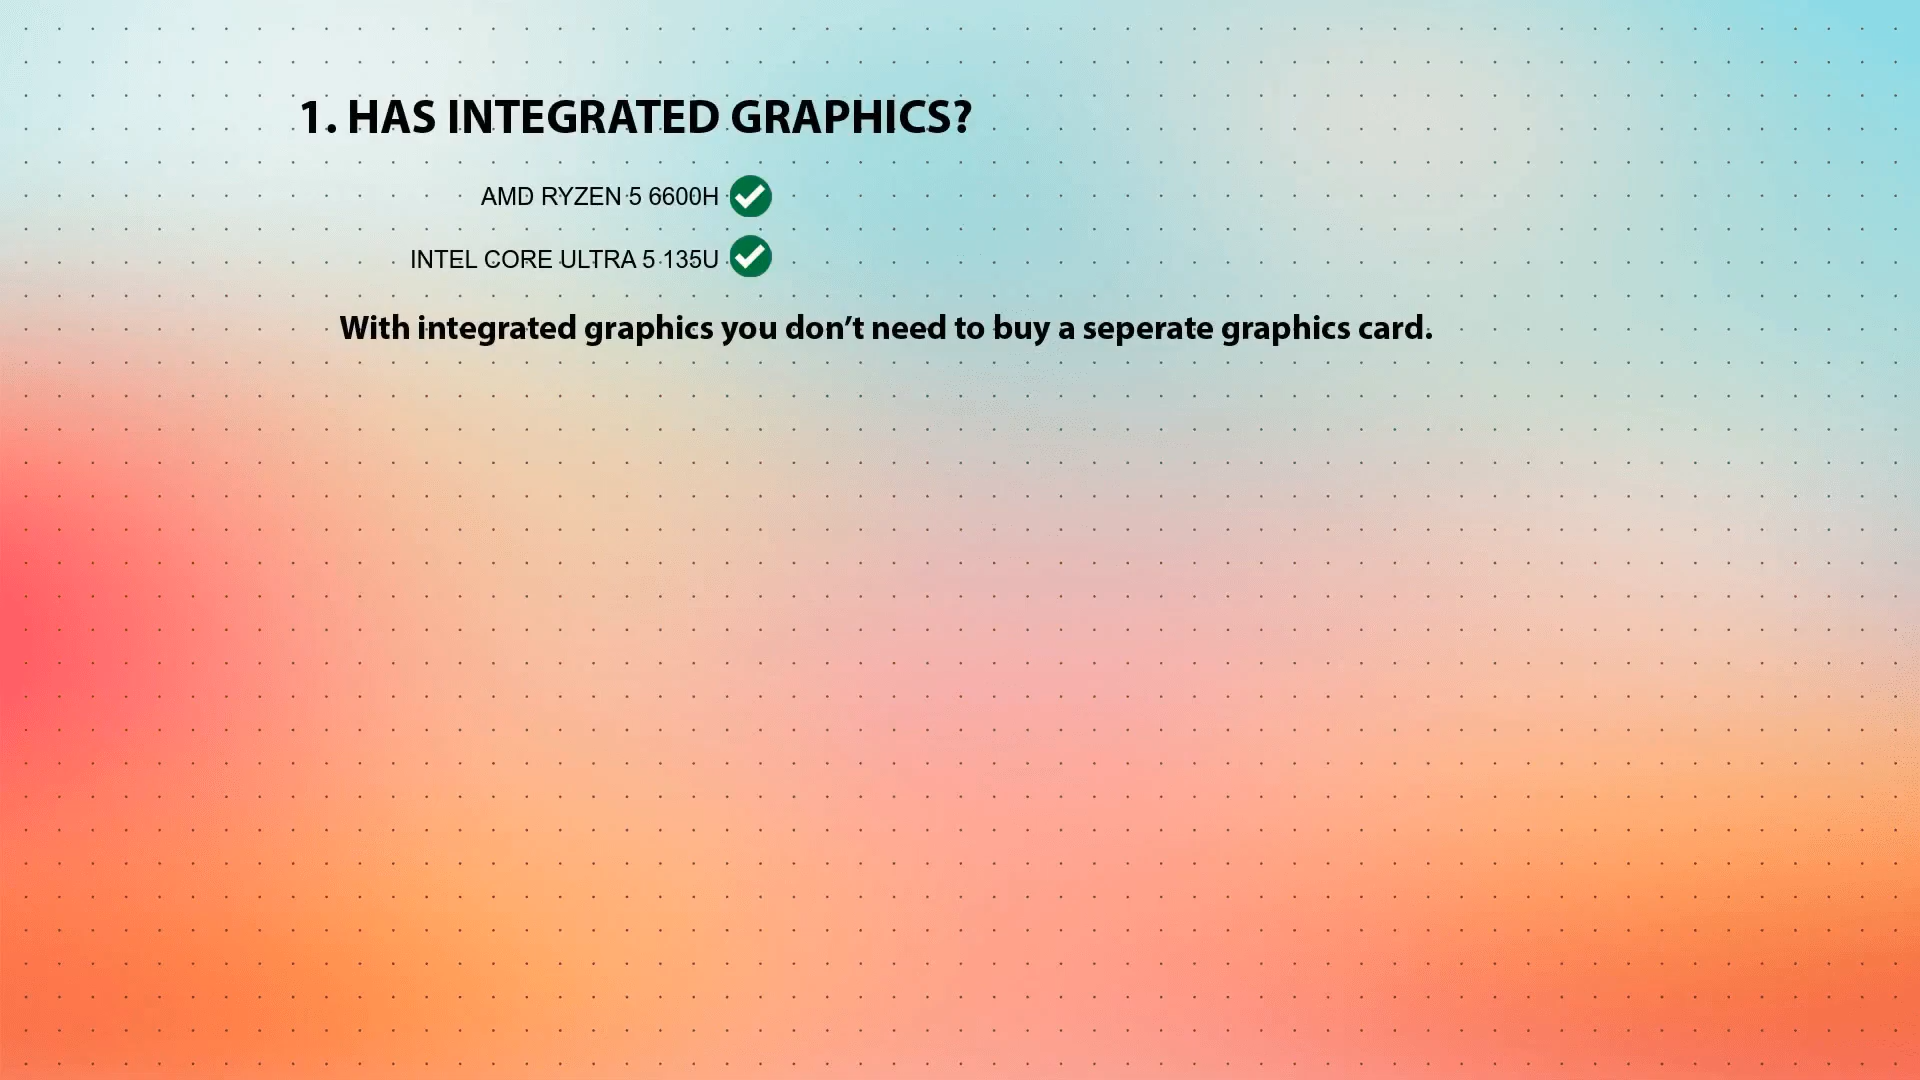 1. HAS INTEGRATED GRAPHICS?
AMD RYZEN 5 6600H
INTEL CORE ULTRA 5 135U
With integrated graphics you don’t need to buy a seperate graphics card.